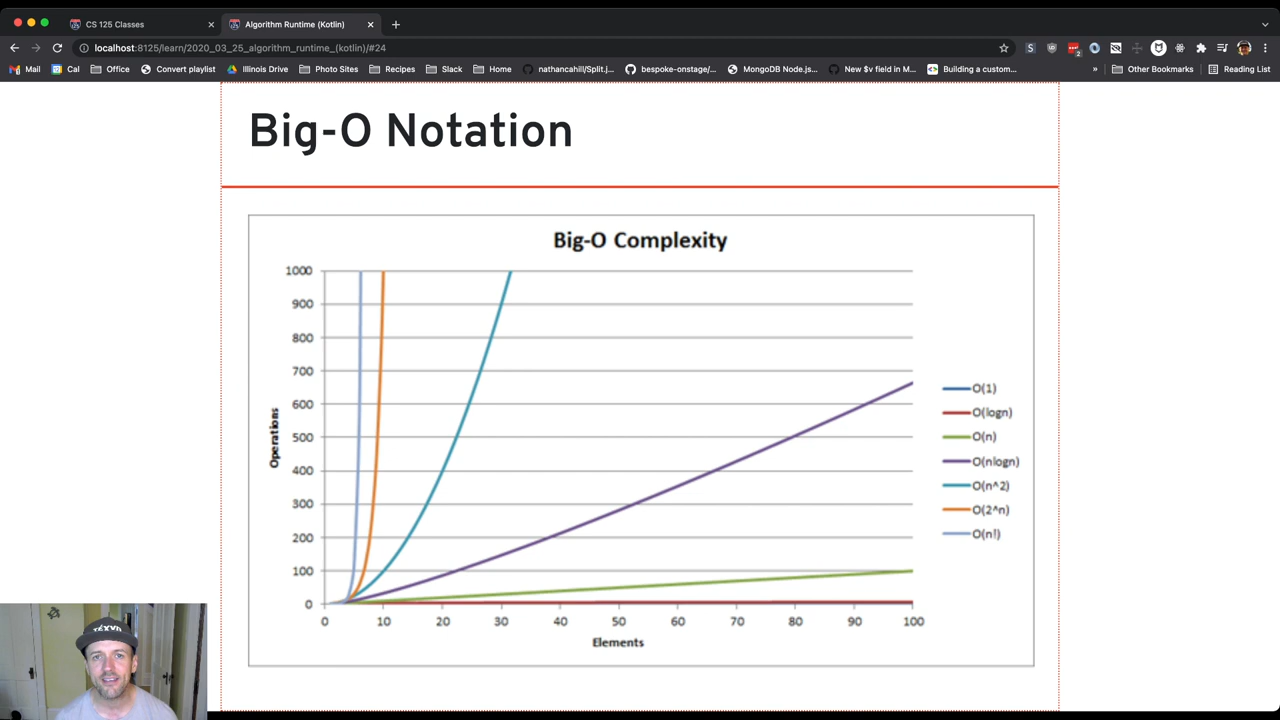 CS 125 Classes
Algorithm Runtime (Kotlin)
localhost:8125/learn/2020_03_25_algorithm_runtime_(kotlin)/#24
Mail Cal Office Convert playlist Illinois Drive Photo Sites Recipes Slack Home nathancahill/Split.j... bespoke-onstage/... MongoDB Node.js... New $v field in M... Building a custom... » Other Bookmarks Reading List
Big-O Notation
Big-O Complexity
1000
900
800
700
600
500
400
300
200
100
0
Operations
0 10 20 30 40 50 60 70 80 90 100
Elements
O(1)
O(logn)
O(n)
O(nlogn)
O(n^2)
O(2^n)
O(n!)